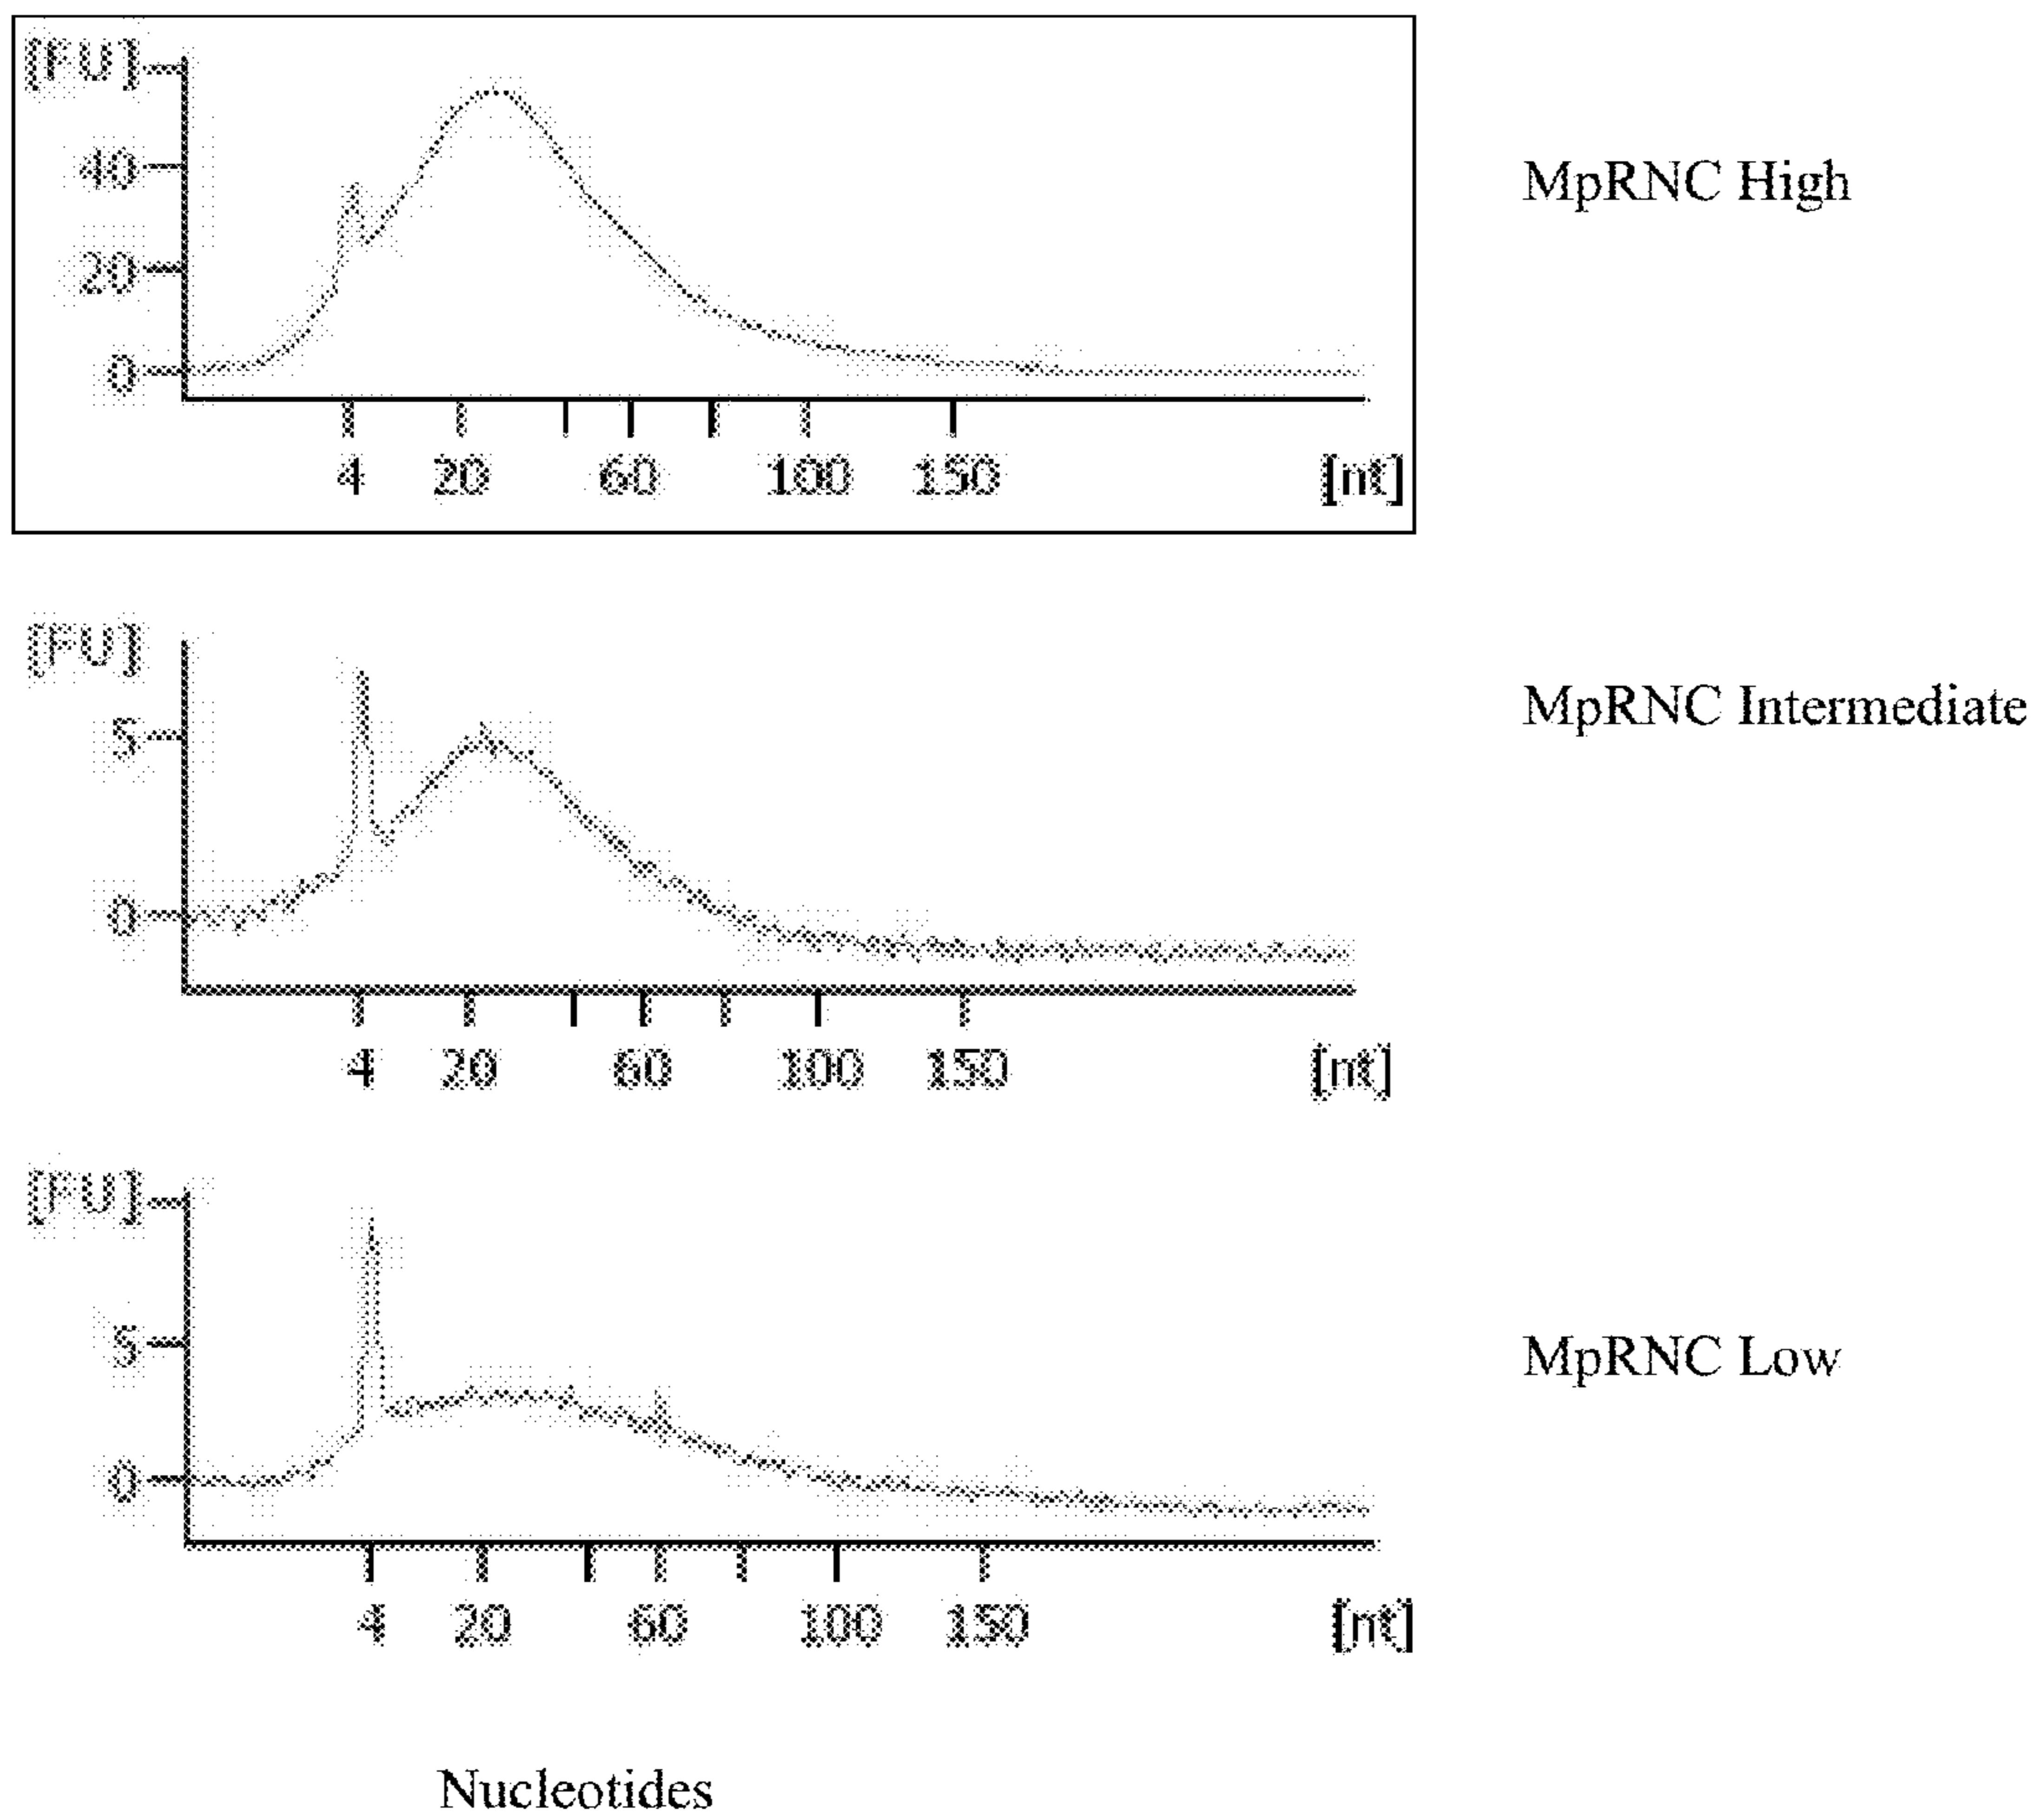 [FU]
40
20
0
4 20 60 100 150 [nt]
MpRNC High
[FU]
5
0
4 20 60 100 150 [nt]
MpRNC Intermediate
[FU]
5
0
4 20 60 100 150 [nt]
MpRNC Low
Nucleotides